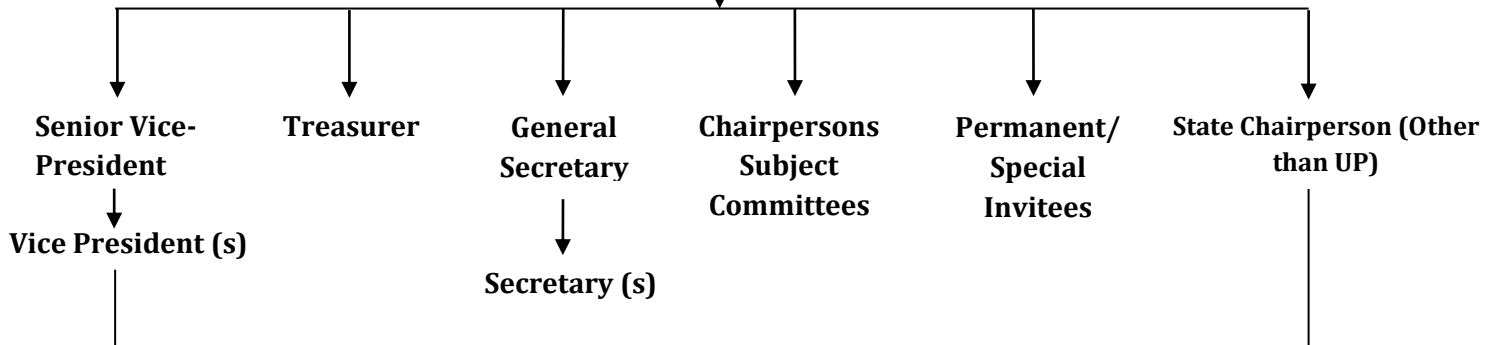 Senior Vice-
President
Vice President (s)
Treasurer
General
Secretary
Secretary (s)
Chairpersons
Subject
Committees
Permanent/
Special
Invitees
State Chairperson (Other
than UP)